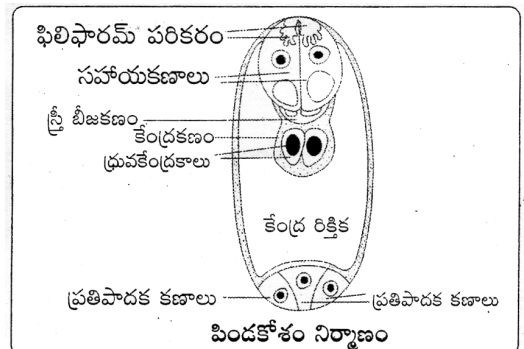 ఫిలిఫారమ్ పరికరం
సహాయకణాలు
స్త్రీ బీజకణం
కేంద్రకణం
ధ్రువకేంద్రకాలు
కేంద్ర రిక్తిక
ప్రతిపాదక కణాలు
ప్రతిపాదక కణాలు
పిండకోశం నిర్మాణం